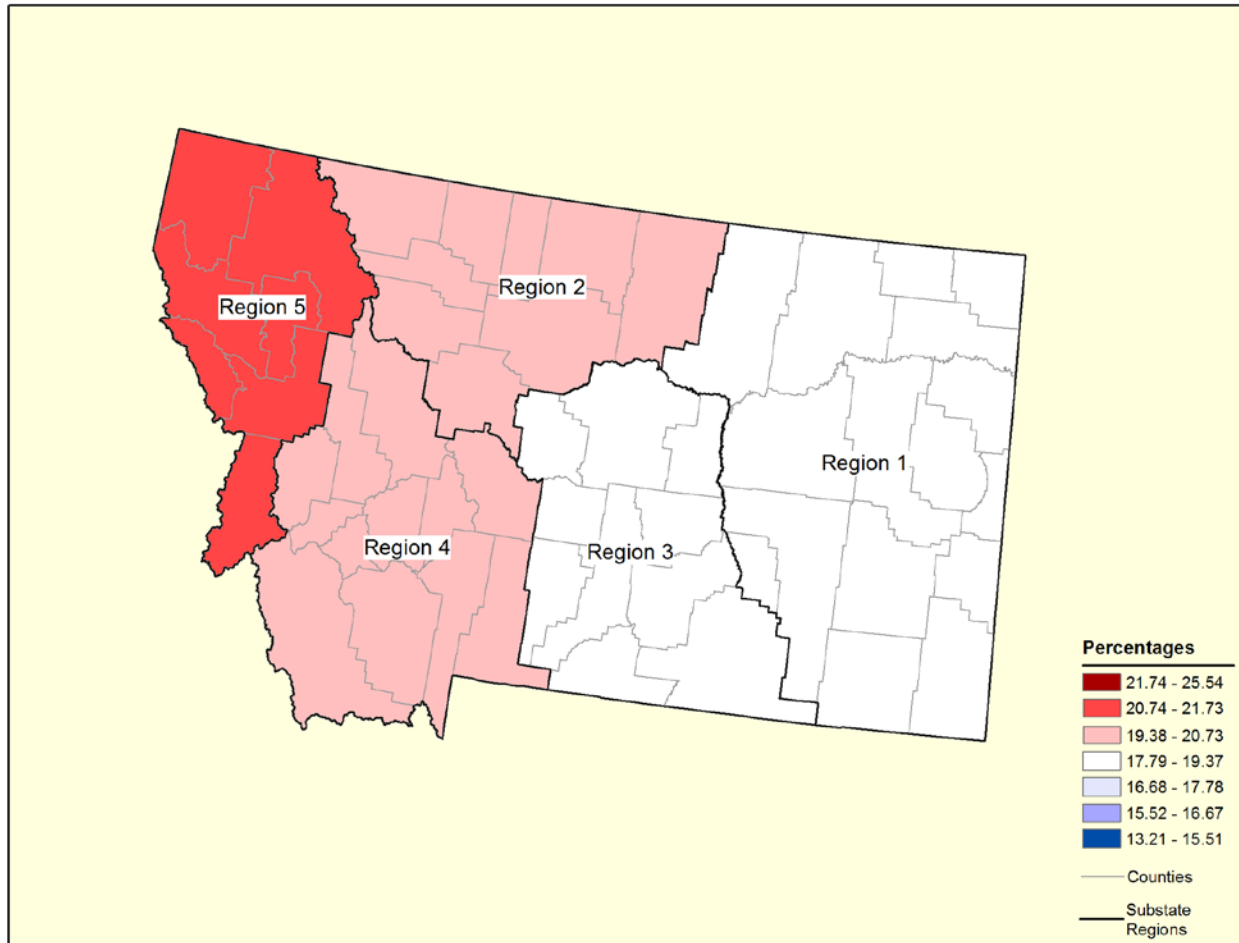 Region 2
Region 5
Region 1
Region 4
Region 3
Percentages
21.74 - 25.54
20.74 - 21.73
19.38 - 20.73
17.79 - 19.37
16.68 - 17.78
15.52 - 16.67
13.21 - 15.51
Counties
Substate
Regions